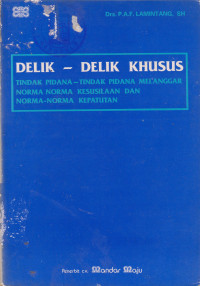 Drs. P.A.F. LAMINTANG, SH
DELIK - DELIK KHUSUS
TINDAK PIDANA-TINDAK PIDANA MELANGGAR
NORMA NORMA KESUSILAAN DAN
NORMA-NORMA KEPATUTAN
Penerbit c.v. Mandar Maju